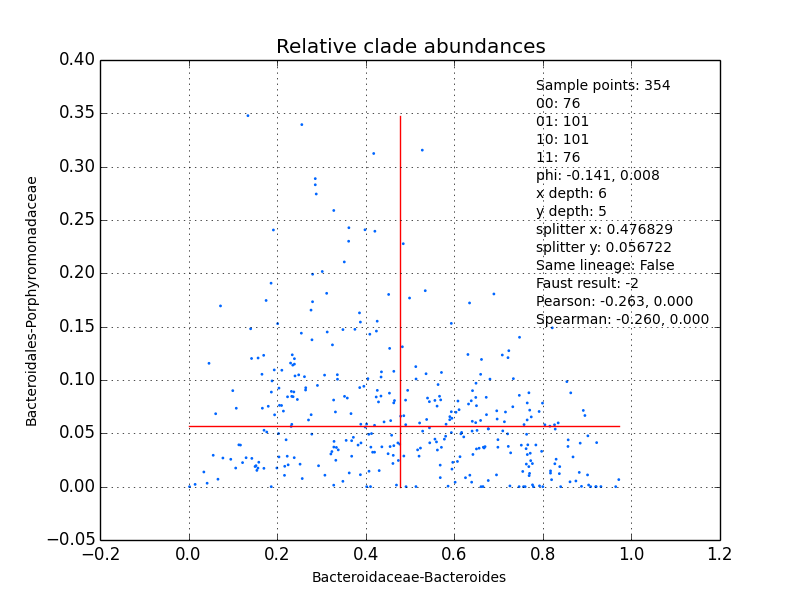 Relative clade abundances
0.40
0.35
0.30
0.25
0.20
0.15
0.10
0.05
0.00
−0.05
Bacteroidales-Porphyromonadaceae
Sample points: 354
00: 76
01: 101
10: 101
11: 76
phi: -0.141, 0.008
x depth: 6
y depth: 5
splitter x: 0.476829
splitter y: 0.056722
Same lineage: False
Faust result: -2
Pearson: -0.263, 0.000
Spearman: -0.260, 0.000
−0.2 0.0 0.2 0.4 0.6 0.8 1.0 1.2
Bacteroidaceae-Bacteroides